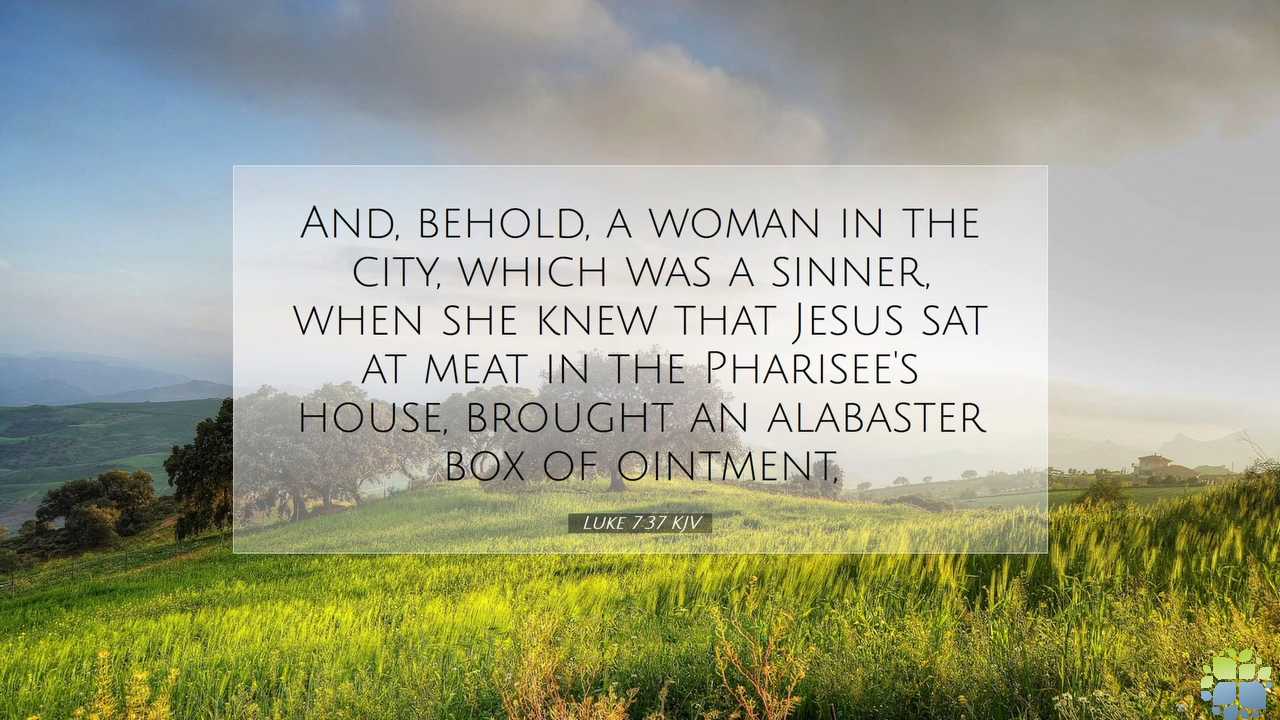 And, behold, a woman in the
city, which was a sinner,
when she knew that Jesus sat
at meat in the Pharisee's
house, brought an alabaster
box of ointment,
LUKE 7:37 KJV